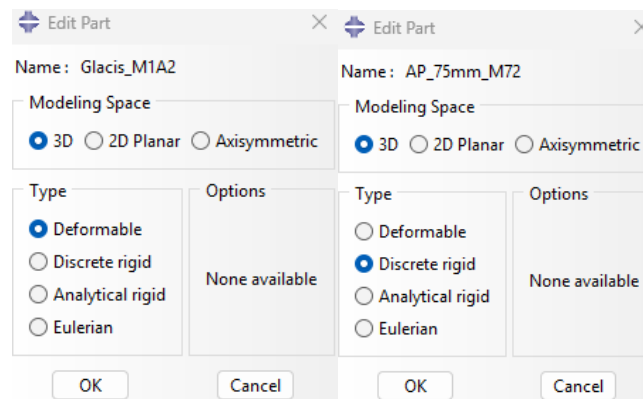 Edit Part
Name : Glacis_M1A2
Modeling Space
3D 2D Planar Axisymmetric
Type
Deformable
Discrete rigid
Analytical rigid
Eulerian
Options
None available
OK Cancel
Edit Part
Name : AP_75mm_M72
Modeling Space
3D 2D Planar Axisymmetric
Type
Deformable
Discrete rigid
Analytical rigid
Eulerian
Options
None available
OK Cancel